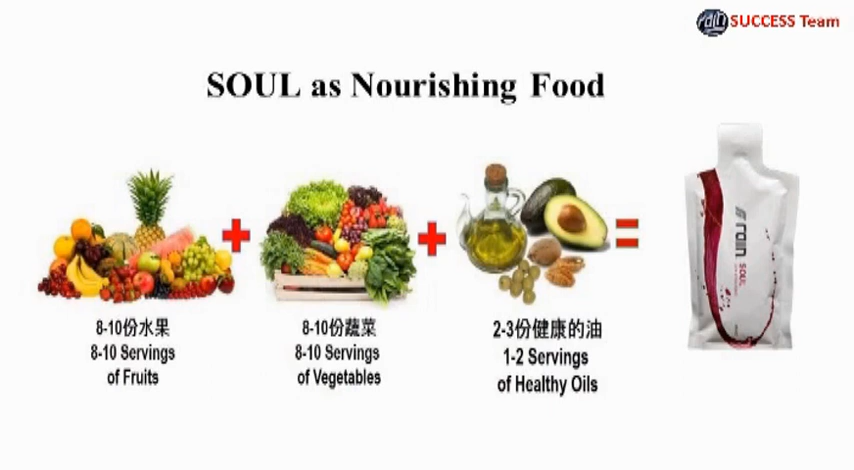 rain SUCCESS Team
SOUL as Nourishing Food
8-10份水果
8-10 Servings
of Fruits
8-10份蔬菜
8-10 Servings
of Vegetables
2-3份健康的油
1-2 Servings
of Healthy Oils
rain
SOUL